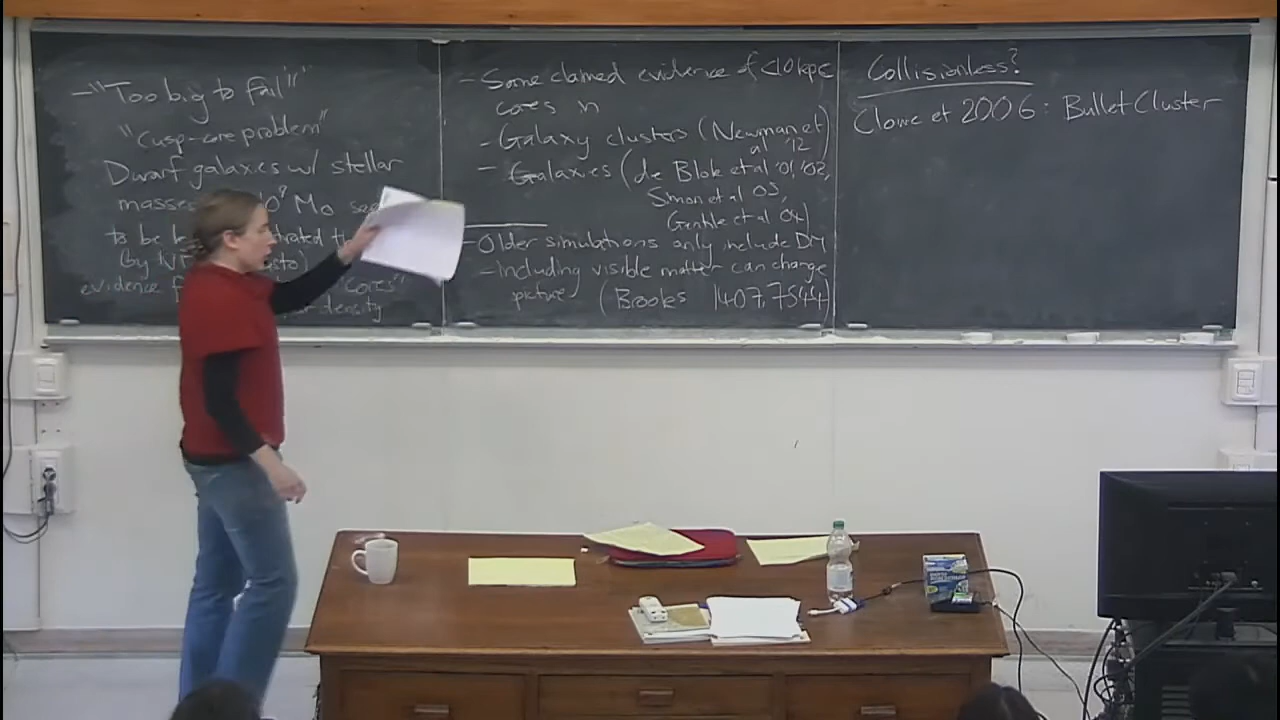 - "Too big to fail"
"Cusp-core problem"
Dwarf galaxies w/ stellar
masses
to be
(by
evidence "cores"
density
- Some claimed evidence of <10 kpc
cores in
- Galaxy clusters (Newman et
al '12)
- Galaxies (de Blok et al '01, '02,
Simon et al 05,
Gentile et al 04)
- Older simulations only include DM
- Including visible matter can change
picture (Brooks 1407.7544)
Collisionless?
Clowe et 2006: Bullet Cluster